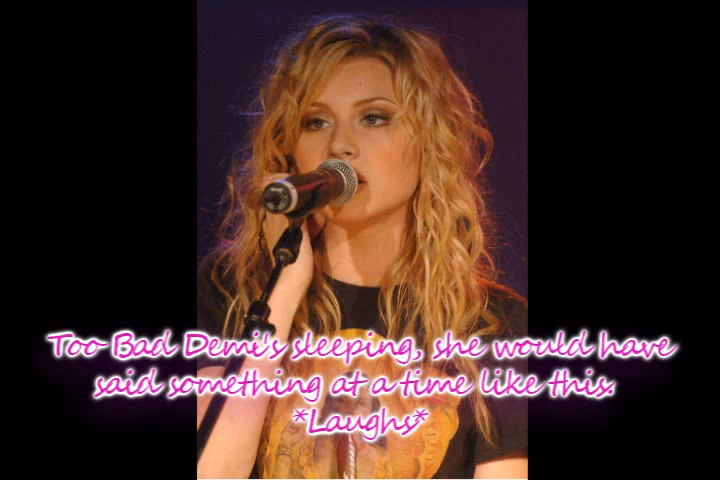 Too Bad Demi's sleeping, she would have
said something at a time like this.
*Laughs*